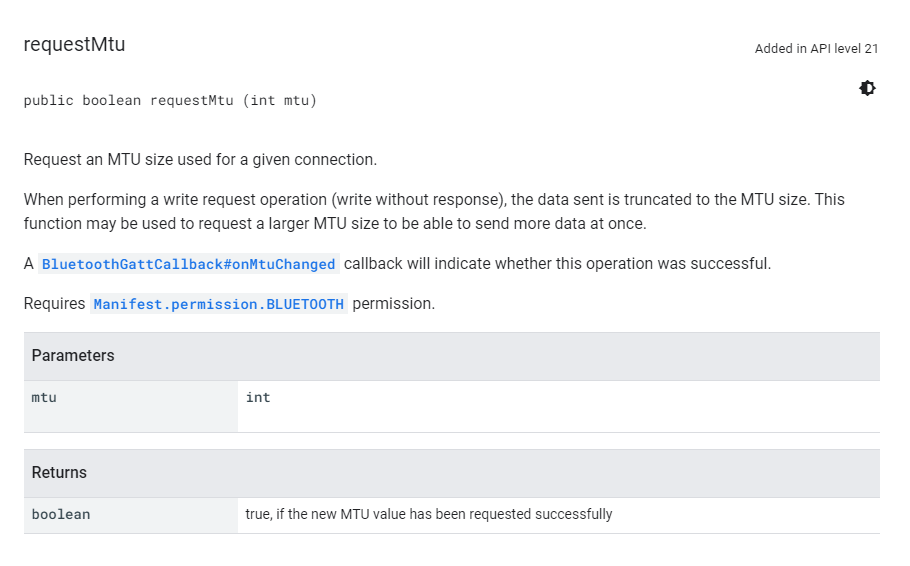 requestMtu
Added in API level 21
public boolean requestMtu (int mtu)
Request an MTU size used for a given connection.
When performing a write request operation (write without response), the data sent is truncated to the MTU size. This
function may be used to request a larger MTU size to be able to send more data at once.
A BluetoothGattCallback#onMtuChanged callback will indicate whether this operation was successful.
Requires Manifest.permission.BLUETOOTH permission.
Parameters
mtu int
Returns
boolean true, if the new MTU value has been requested successfully